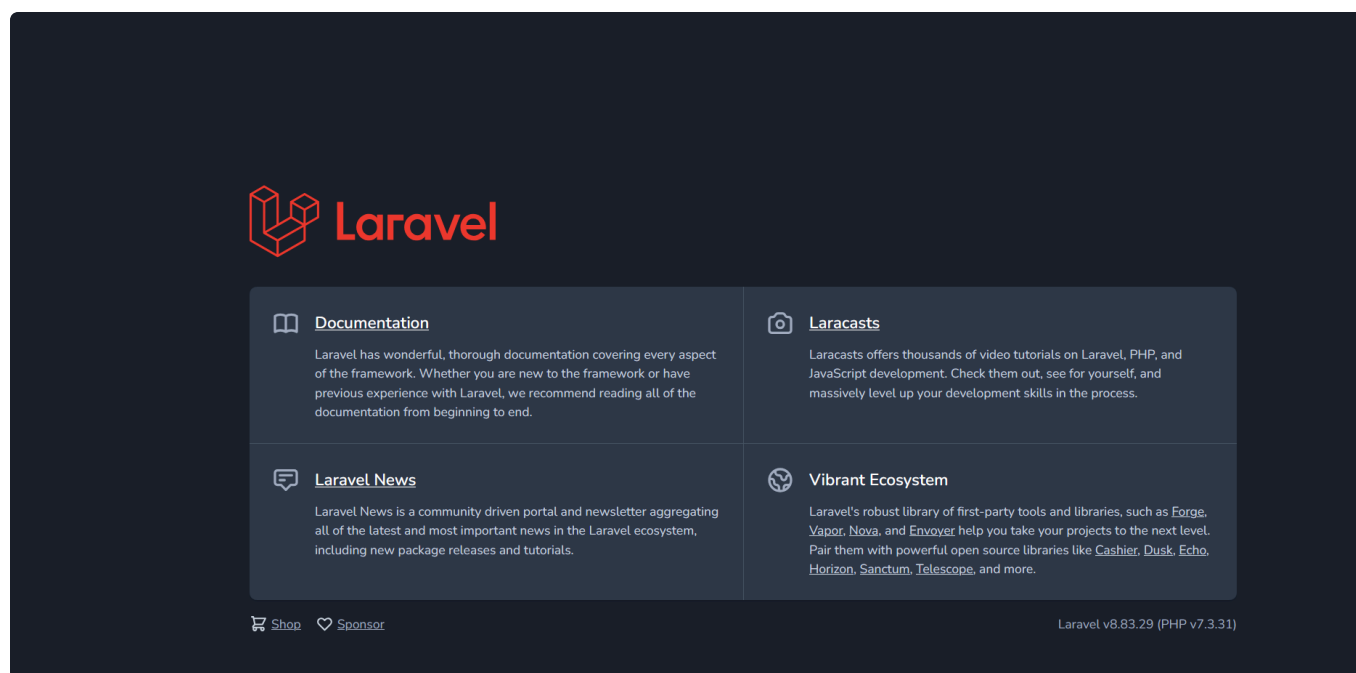 Laravel
Documentation
Laravel has wonderful, thorough documentation covering every aspect
of the framework. Whether you are new to the framework or have
previous experience with Laravel, we recommend reading all of the
documentation from beginning to end.
Laracasts
Laracasts offers thousands of video tutorials on Laravel, PHP, and
JavaScript development. Check them out, see for yourself, and
massively level up your development skills in the process.
Laravel News
Laravel News is a community driven portal and newsletter aggregating
all of the latest and most important news in the Laravel ecosystem,
including new package releases and tutorials.
Vibrant Ecosystem
Laravel's robust library of first-party tools and libraries, such as Forge,
Vapor, Nova, and Envoyer help you take your projects to the next level.
Pair them with powerful open source libraries like Cashier, Dusk, Echo,
Horizon, Sanctum, Telescope, and more.
Shop Sponsor
Laravel v8.83.29 (PHP v7.3.31)